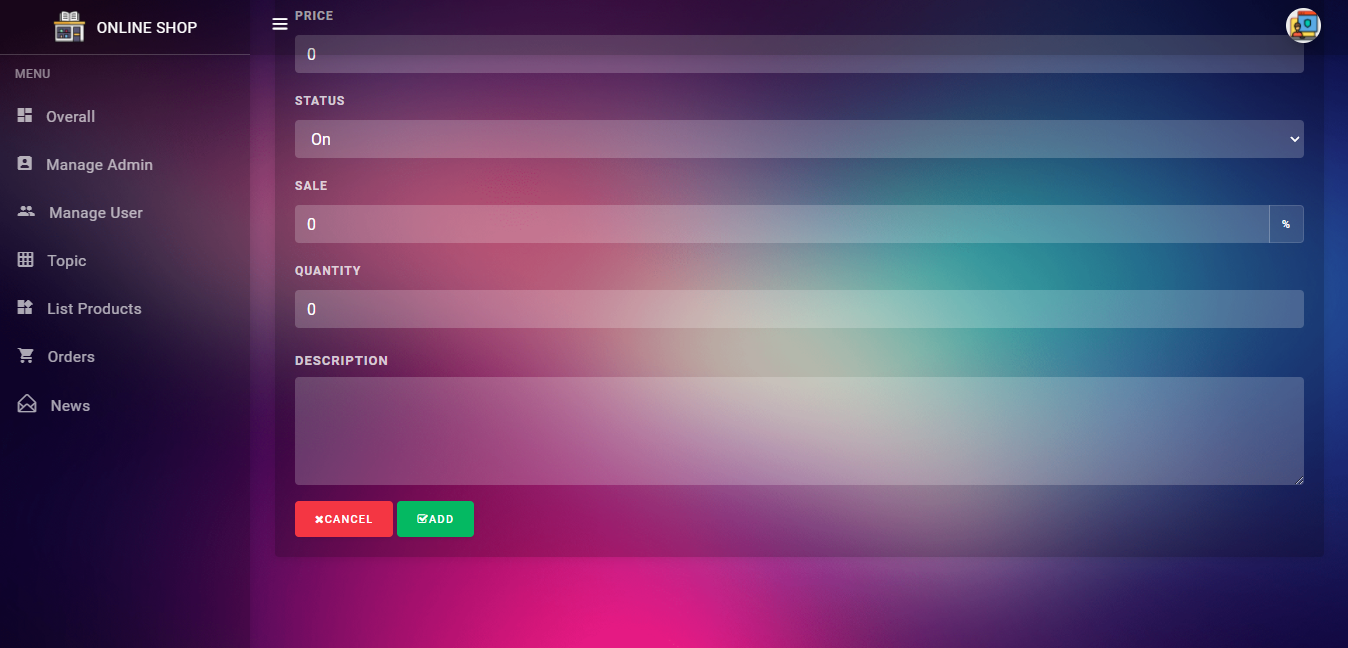 ONLINE SHOP
MENU
Overall
Manage Admin
Manage User
Topic
List Products
Orders
News
PRICE
0
STATUS
On
SALE
0 %
QUANTITY
0
DESCRIPTION
CANCEL ADD